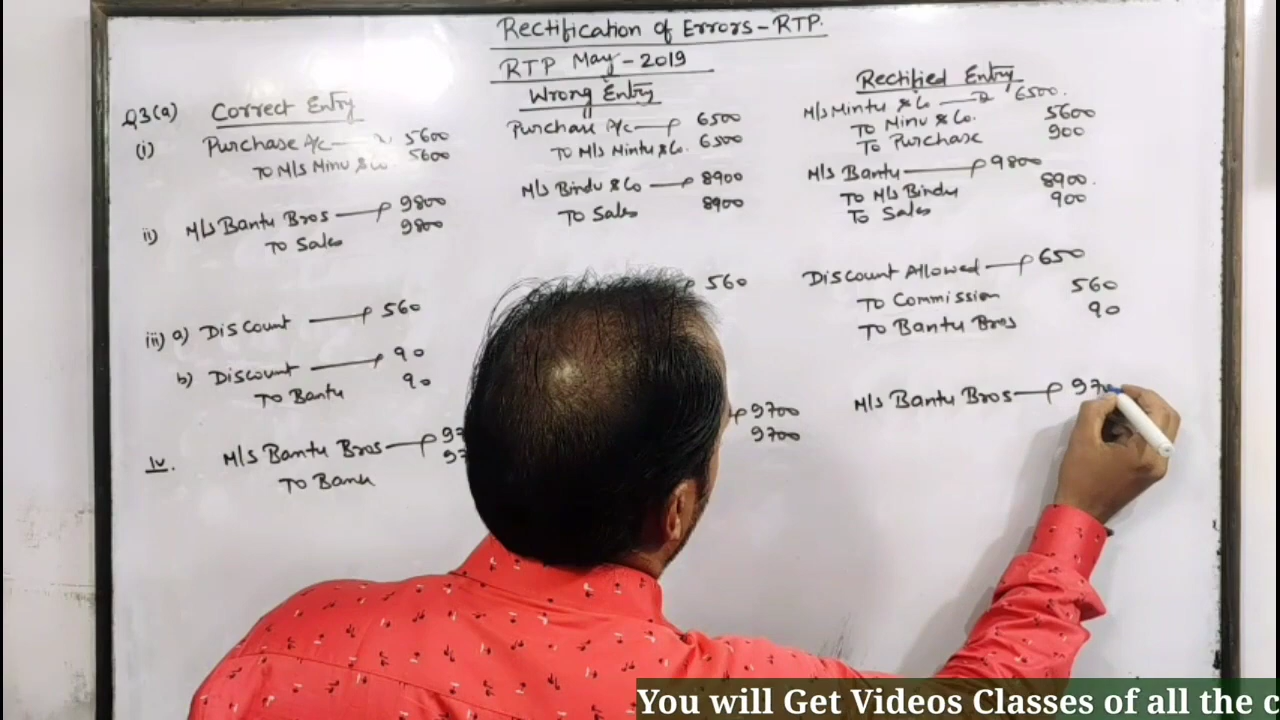 Rectification of Errors - RTP.
RTP May - 2019
Q3(a) Correct Entry
(i) Purchase A/c 5600
To M/s Minu & Co 5600
ii) M/s Bantu Bros 9800
To Sales 9800
iii) a) Discount 560
b) Discount 90
To Bantu 90
iv. M/s Bantu Bros
To Bank
Wrong Entry
Purchase A/c 6500
To M/s Mintu & Co. 6500
M/s Bindu & Co 8900
To Sales 8900
560
9700
9700
Rectified Entry
M/s Mintu & Co 6500.
To Minu & Co. 5600
To Purchase 900
M/s Bantu 9800
To M/s Bindu 8900.
To Sales 900
Discount Allowed 650
To Commission 560
To Bantu Bros 90
M/s Bantu Bros
You will Get Videos Classes of all the